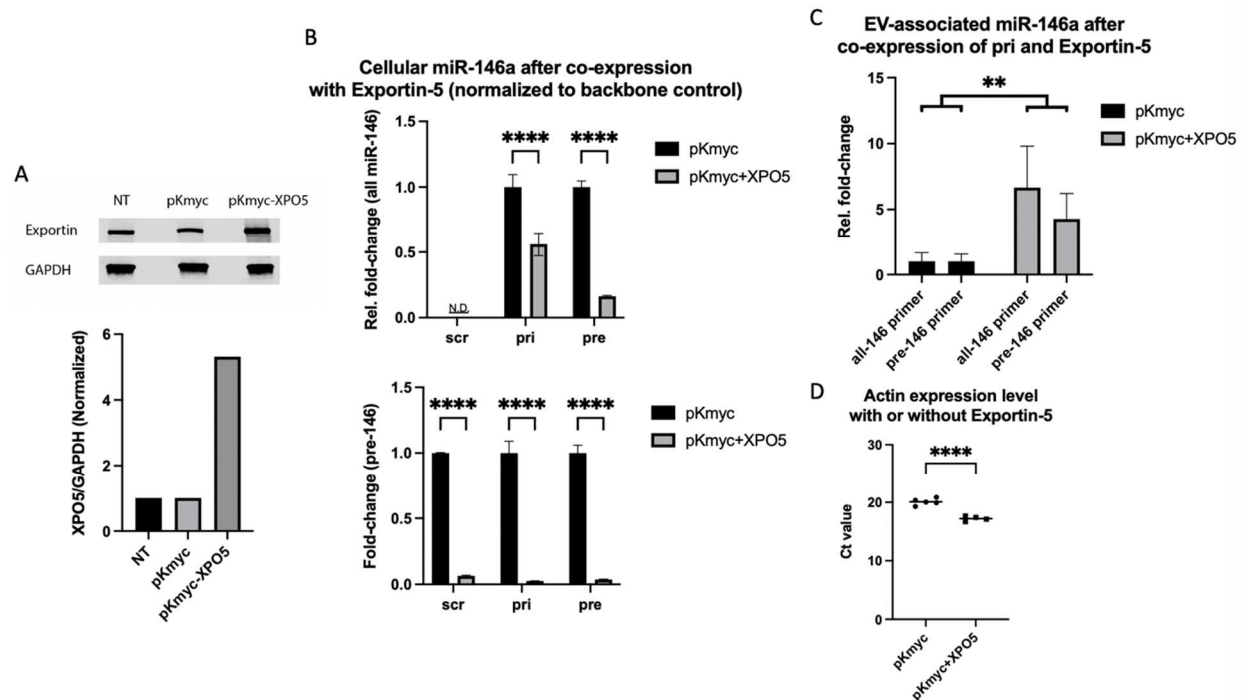 A
NT pKmyc pKmyc-XPO5
Exportin
GAPDH
XPO5/GAPDH (Normalized)
6
4
2
0
NT
pKmyc
pKmyc-XPO5
B
Cellular miR-146a after co-expression
with Exportin-5 (normalized to backbone control)
Rel. fold-change (all miR-146)
1.5
1.0
0.5
0.0
N.D.
**** ****
pKmyc
pKmyc+XPO5
scr pri pre
Fold-change (pre-146)
1.5
1.0
0.5
0.0
**** **** ****
pKmyc
pKmyc+XPO5
scr pri pre
C
EV-associated miR-146a after
co-expression of pri and Exportin-5
Rel. fold-change
15
10
5
0
**
pKmyc
pKmyc+XPO5
all-146 primer
pre-146 primer
all-146 primer
pre-146 primer
D
Actin expression level
with or without Exportin-5
Ct value
30
20
10
0
****
pKmyc
pKmyc+XPO5